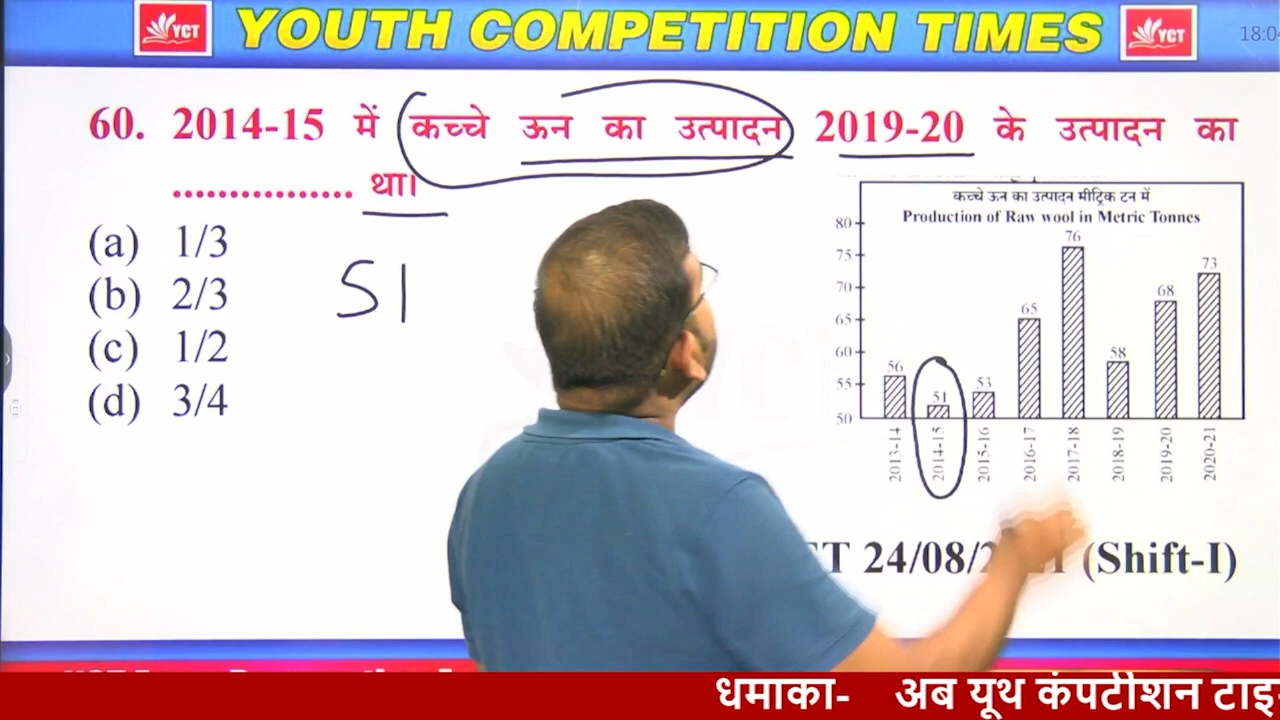 YCT
YOUTH COMPETITION TIMES
YCT
60. 2014-15 में कच्चे ऊन का उत्पादन 2019-20 के उत्पादन का
................ था।
(a) 1/3
(b) 2/3
(c) 1/2
(d) 3/4
51
कच्चे ऊन का उत्पादन मीट्रिक टन में
Production of Raw wool in Metric Tonnes
80
75
70
65
60
55
50
56
51
53
65
76
58
68
73
2013-14
2014-15
2015-16
2016-17
2017-18
2018-19
2019-20
2020-21
24/08/ (Shift-I)
धमाका- अब यूथ कंपटीशन